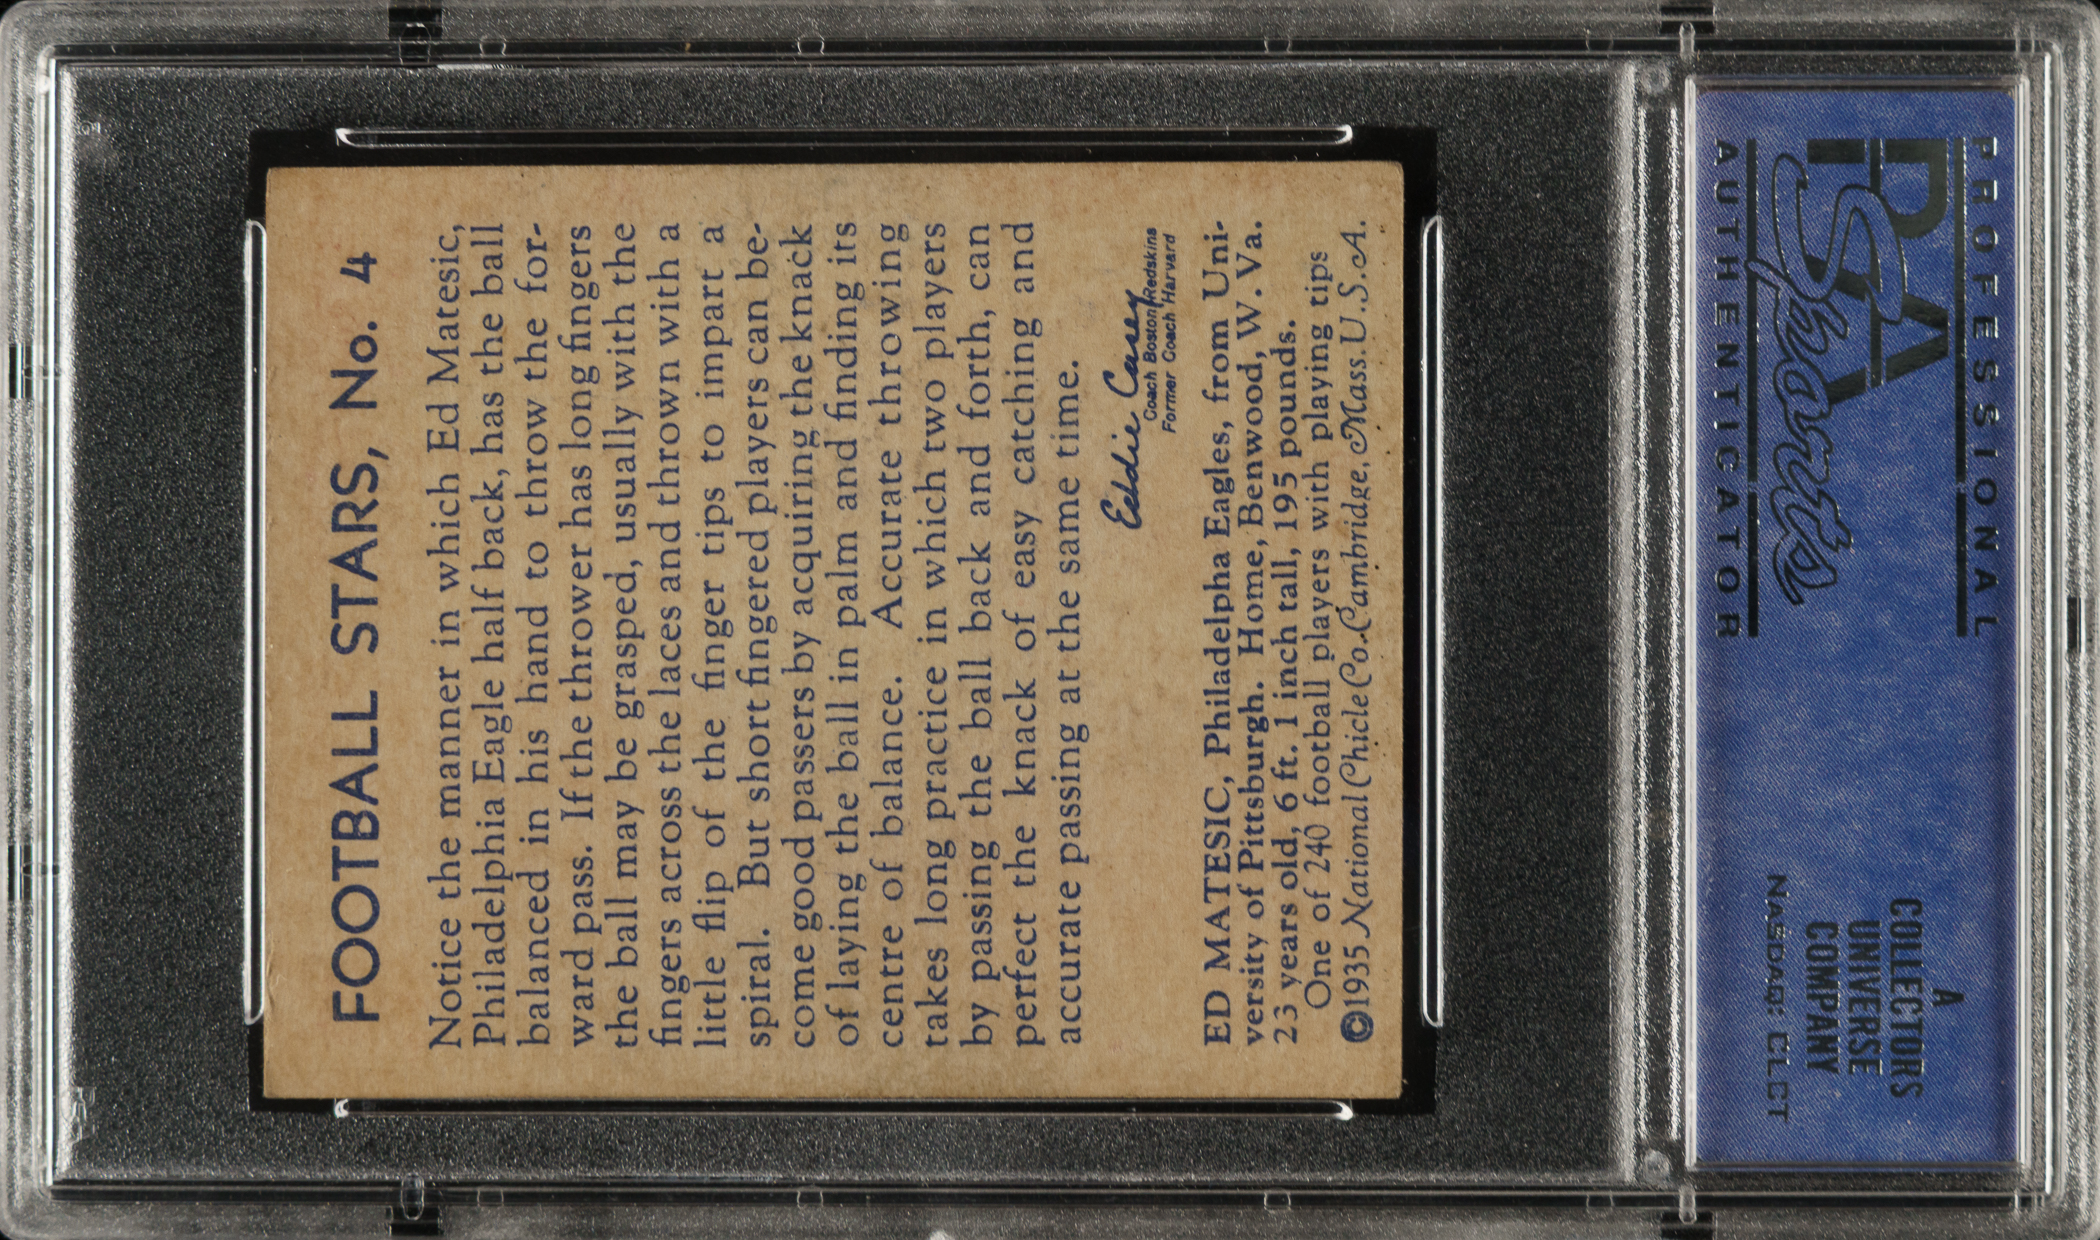 FOOTBALL STARS, No. 4
Notice the manner in which Ed Matesic,
Philadelphia Eagle half back, has the ball
balanced in his hand to throw the for-
ward pass. If the thrower has long fingers
the ball may be grasped, usually with the
fingers across the laces and thrown with a
little flip of the finger tips to impart a
spiral. But short fingered players can be-
come good passers by acquiring the knack
of laying the ball in palm and finding its
centre of balance. Accurate throwing
takes long practice in which two players
by passing the ball back and forth, can
perfect the knack of easy catching and
accurate passing at the same time.
Eddie Casey
Coach Boston Redskins
Former Coach Harvard
ED MATESIC, Philadelpha Eagles, from Uni-
versity of Pittsburgh. Home, Benwood, W. Va.
23 years old, 6 ft. 1 inch tall, 195 pounds.
One of 240 football players with playing tips
©1935 National Chicle Co. Cambridge, Mass. U.S.A.
PROFESSIONAL
PSA
Sports
AUTHENTICATOR
A
COLLECTORS
UNIVERSE
COMPANY
NASDAQ: CLCT